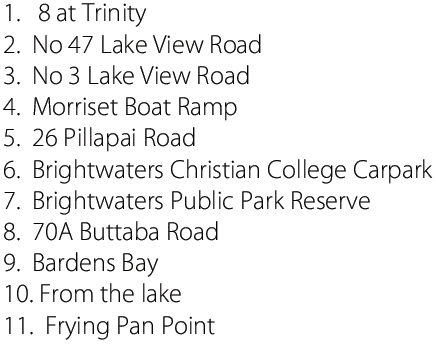 1. 8 at Trinity
2. No 47 Lake View Road
3. No 3 Lake View Road
4. Morriset Boat Ramp
5. 26 Pillapai Road
6. Brightwaters Christian College Carpark
7. Brightwaters Public Park Reserve
8. 70A Buttaba Road
9. Bardens Bay
10. From the lake
11. Frying Pan Point